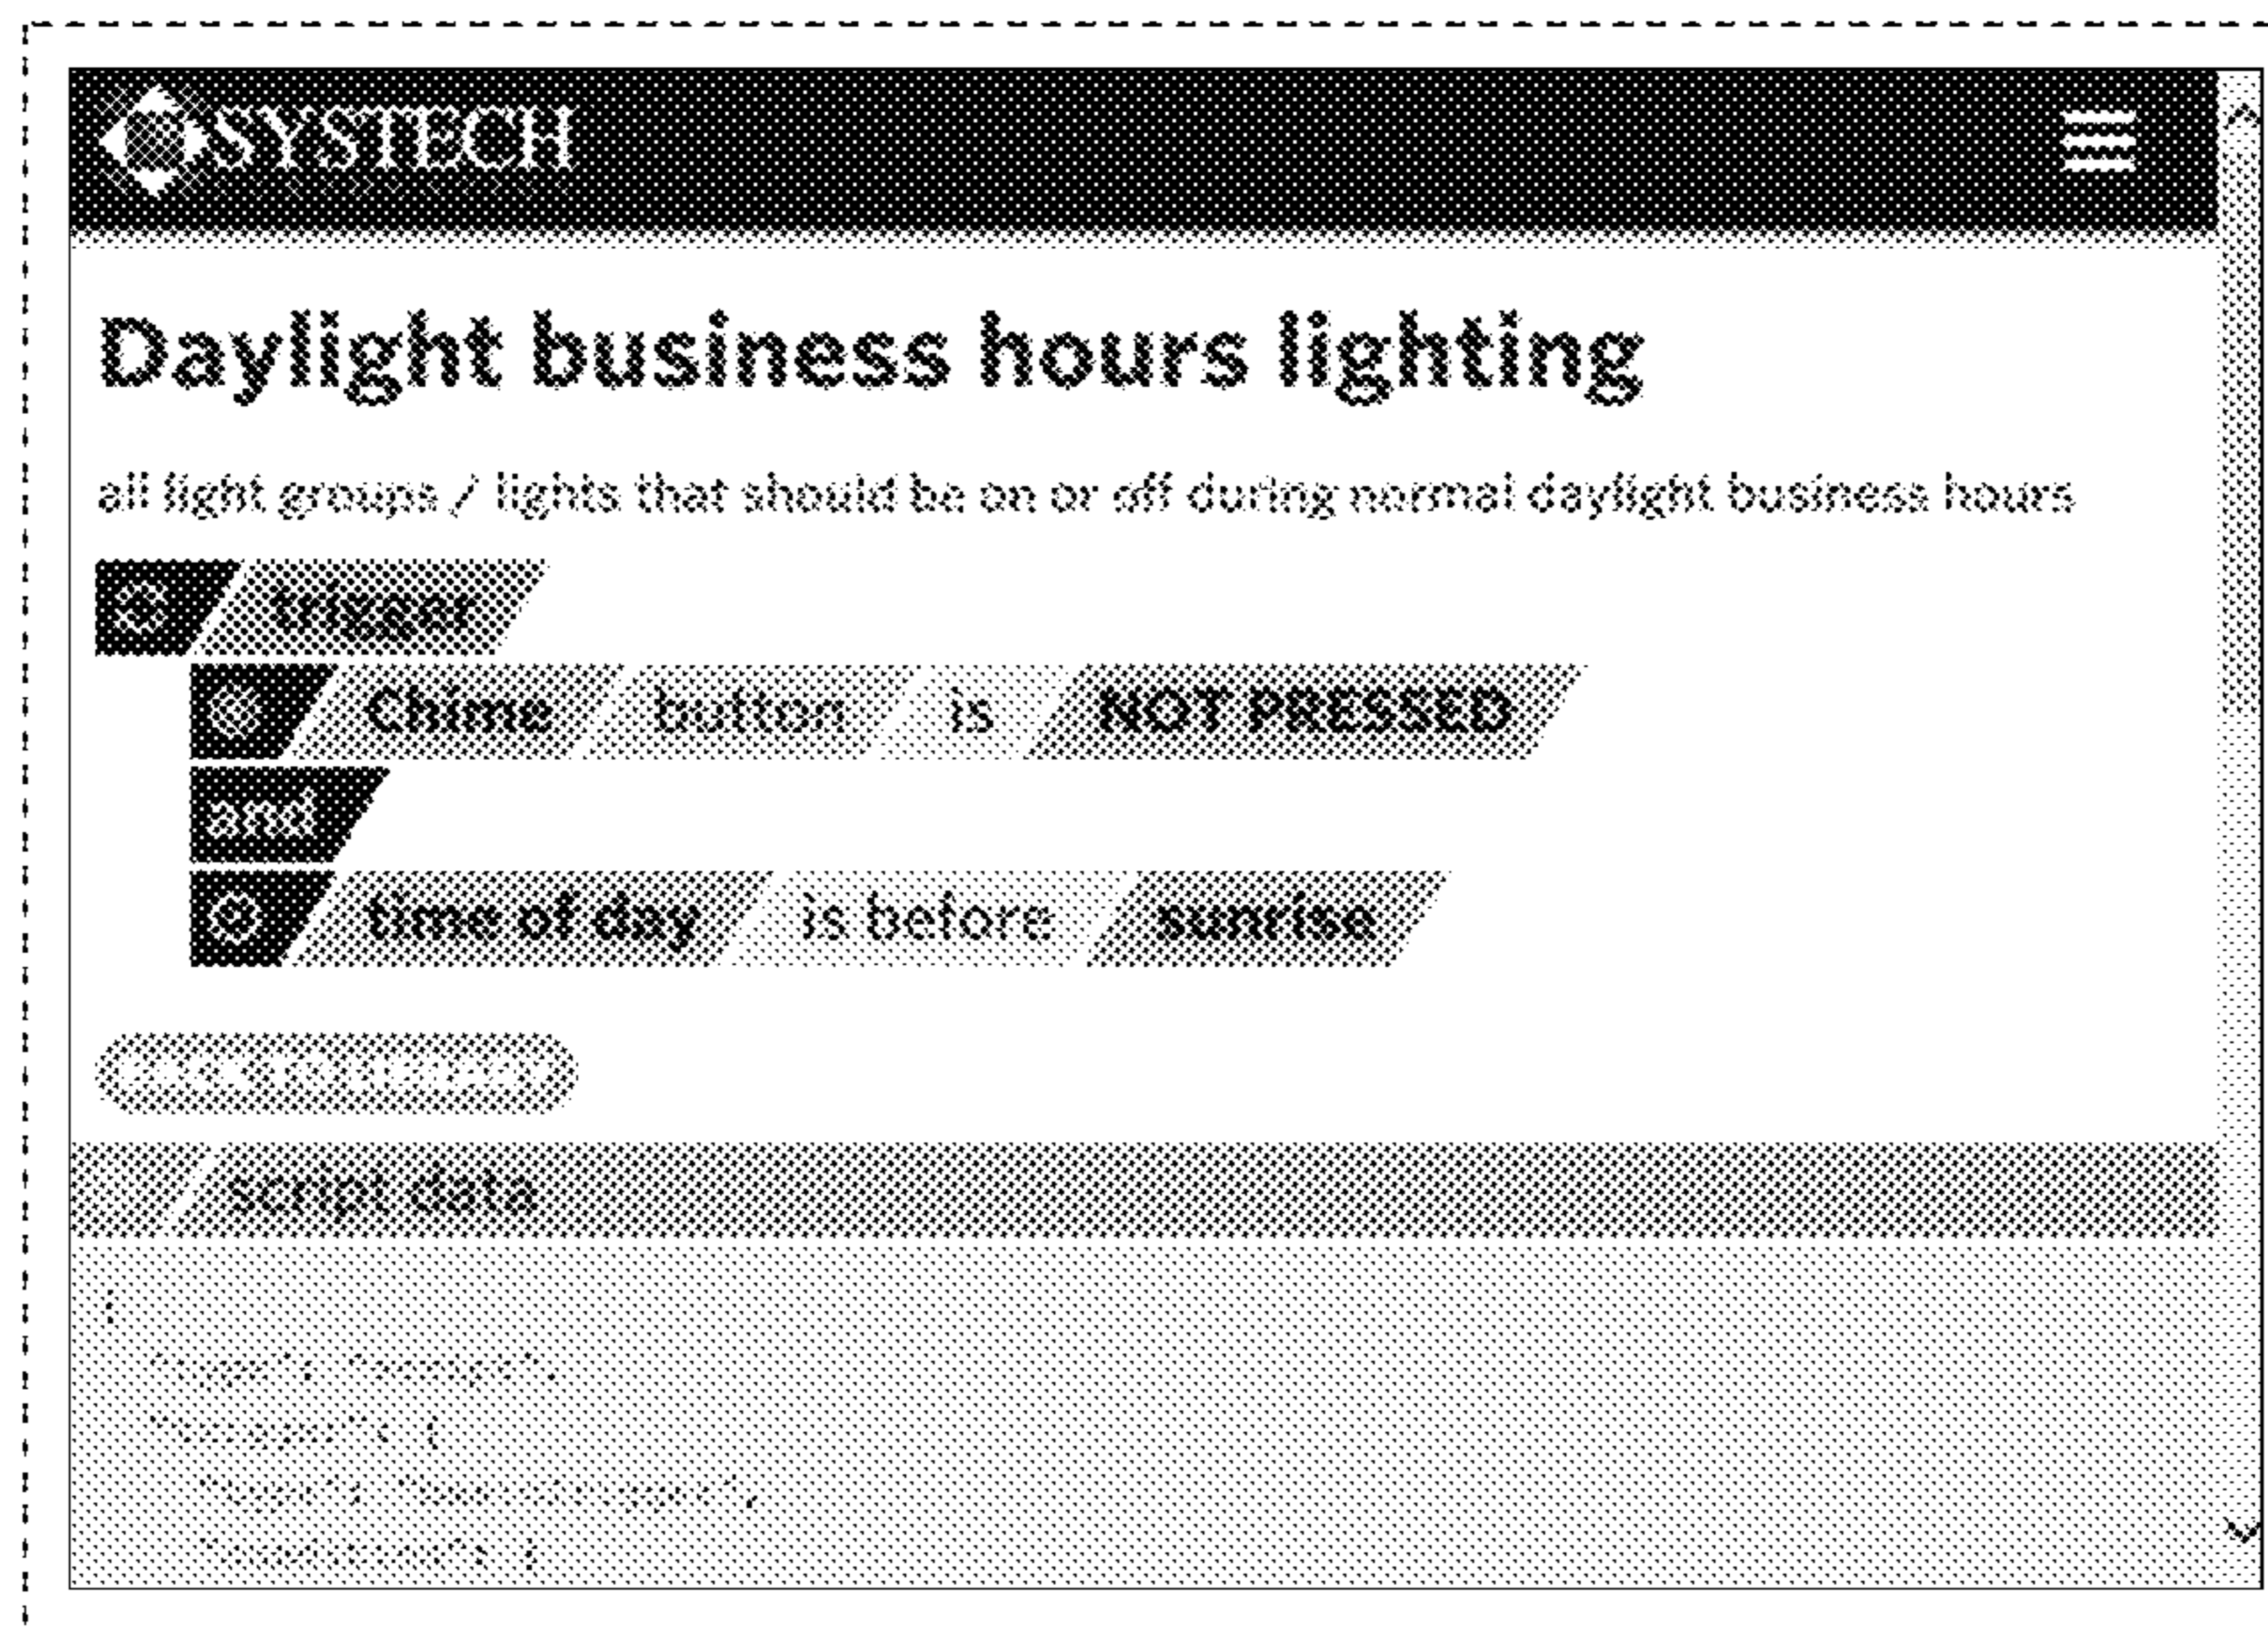 SYSTECH
Daylight business hours lighting
all light groups / lights that should be on or off during normal daylight business hours
trigger
Chime button is NOT PRESSED
and
time of day is before sunrise
script data
{